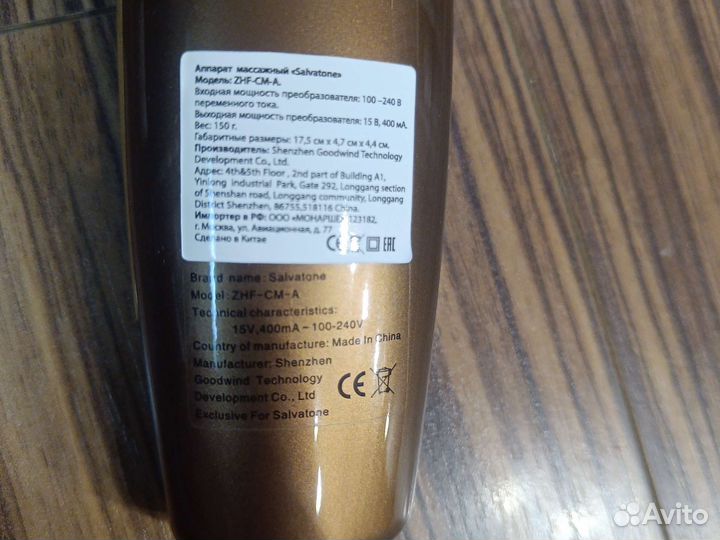 Аппарат массажный «Salvatone»
Модель: ZHF-CM-A.
Входная мощность преобразователя: 100 –240 В
переменного тока.
Выходная мощность преобразователя: 15 В, 400 мА.
Вес: 150 г.
Габаритные размеры: 17,5 см х 4,7 см х 4,4 см.
Производитель: Shenzhen Goodwind Technology
Development Co., Ltd.
Адрес: 4th&5th Floor , 2nd part of Building A1,
Yinlong Industrial Park, Gate 292, Longgang section
of Shenshan road, Longgang community, Longgang
District Shenzhen, 86755,518116 China.
Импортер в РФ: ООО «МОНАРШЕ» 123182,
г. Москва, ул. Авиационная, д. 77
Сделано в Китае CE EAC
Brand name: Salvatone
Model: ZHF-CM-A
Technical characteristics:
15V,400mA~100-240V
Country of manufacture: Made In China
Manufacturer: Shenzhen
Goodwind Technology
Development Co., Ltd
Exclusive For Salvatone
CE
Avito